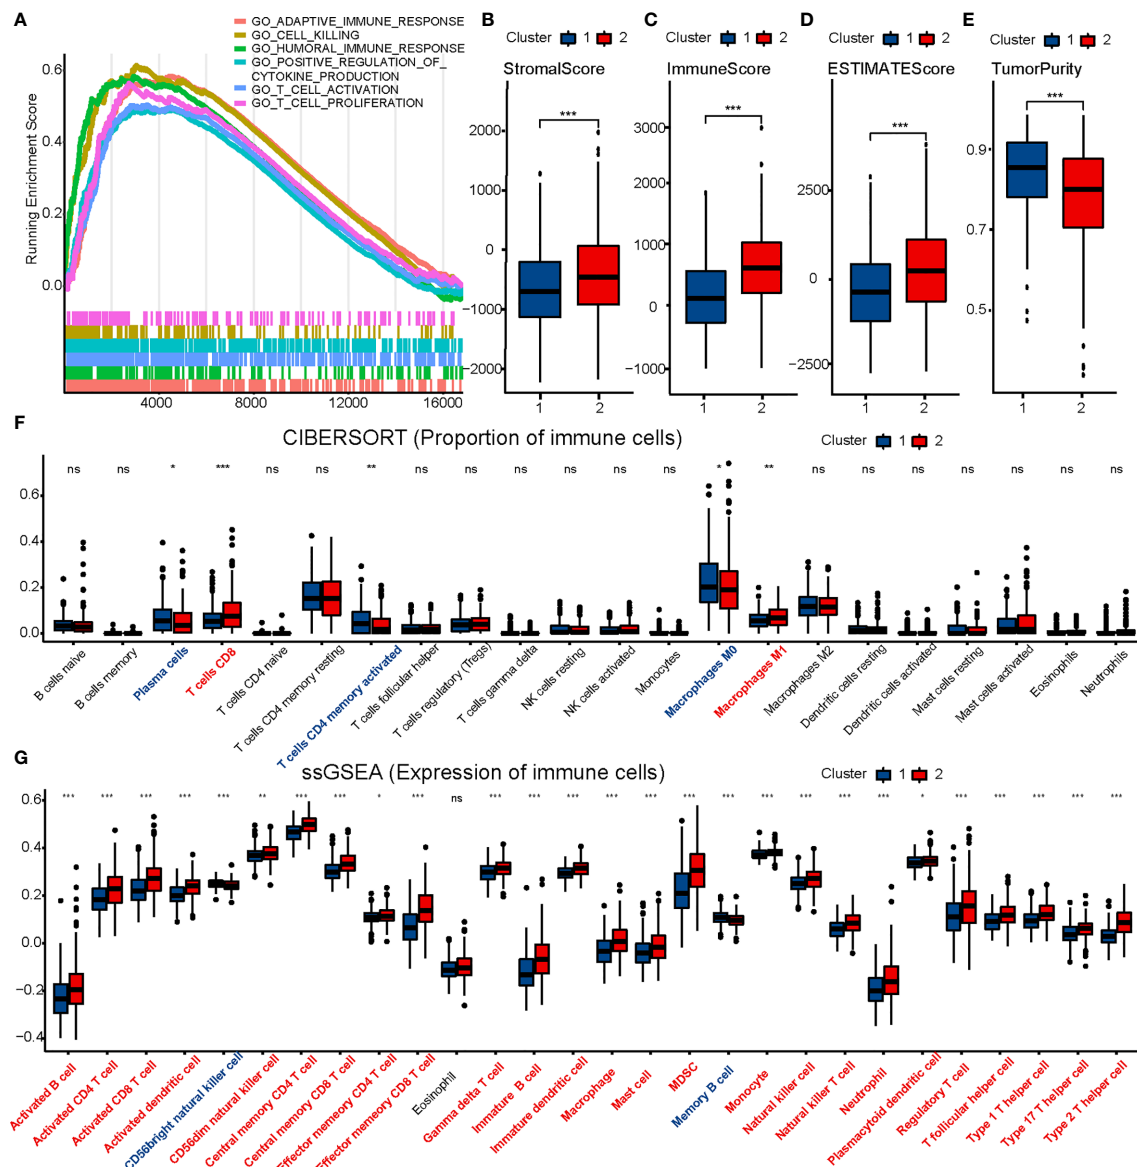 A
GO_ADAPTIVE_IMMUNE_RESPONSE
GO_CELL_KILLING
GO_HUMORAL_IMMUNE_RESPONSE
GO_POSITIVE_REGULATION_OF_
CYTOKINE_PRODUCTION
GO_T_CELL_ACTIVATION
GO_T_CELL_PROLIFERATION
Running Enrichment Score
0.6
0.4
0.2
0.0
4000
8000
12000
16000
B
Cluster 1 2
StromalScore
***
2000
1000
0
−1000
−2000
1 2
C
Cluster 1 2
ImmuneScore
***
3000
2000
1000
0
−1000
1 2
D
Cluster 1 2
ESTIMATEScore
***
2500
0
−2500
1 2
E
Cluster 1 2
TumorPurity
***
0.9
0.7
0.5
1 2
F
CIBERSORT (Proportion of immune cells)
Cluster 1 2
ns ns * *** ns ns ** ns ns ns ns ns ns * ** ns ns ns ns ns ns ns
0.6
0.4
0.2
0.0
B cells naive
B cells memory
Plasma cells
T cells CD8
T cells CD4 naive
T cells CD4 memory resting
T cells CD4 memory activated
T cells follicular helper
T cells regulatory (Tregs)
T cells gamma delta
NK cells resting
NK cells activated
Monocytes
Macrophages M0
Macrophages M1
Macrophages M2
Dendritic cells resting
Dendritic cells activated
Mast cells resting
Mast cells activated
Eosinophils
Neutrophils
G
ssGSEA (Expression of immune cells)
Cluster 1 2
*** *** *** *** *** ** *** *** * *** ns *** *** *** *** *** *** *** *** *** *** *** * *** *** *** *** ***
0.6
0.4
0.2
0.0
−0.2
−0.4
Activated B cell
Activated CD4 T cell
Activated CD8 T cell
Activated dendritic cell
CD56bright natural killer cell
CD56dim natural killer cell
Central memory CD4 T cell
Central memory CD8 T cell
Effector memory CD4 T cell
Effector memory CD8 T cell
Eosinophil
Gamma delta T cell
Immature B cell
Immature dendritic cell
Macrophage
Mast cell
MDSC
Memory B cell
Monocyte
Natural killer cell
Natural killer T cell
Neutrophil
Plasmacytoid dendritic cell
Regulatory T cell
T follicular helper cell
Type 1 T helper cell
Type 17 T helper cell
Type 2 T helper cell